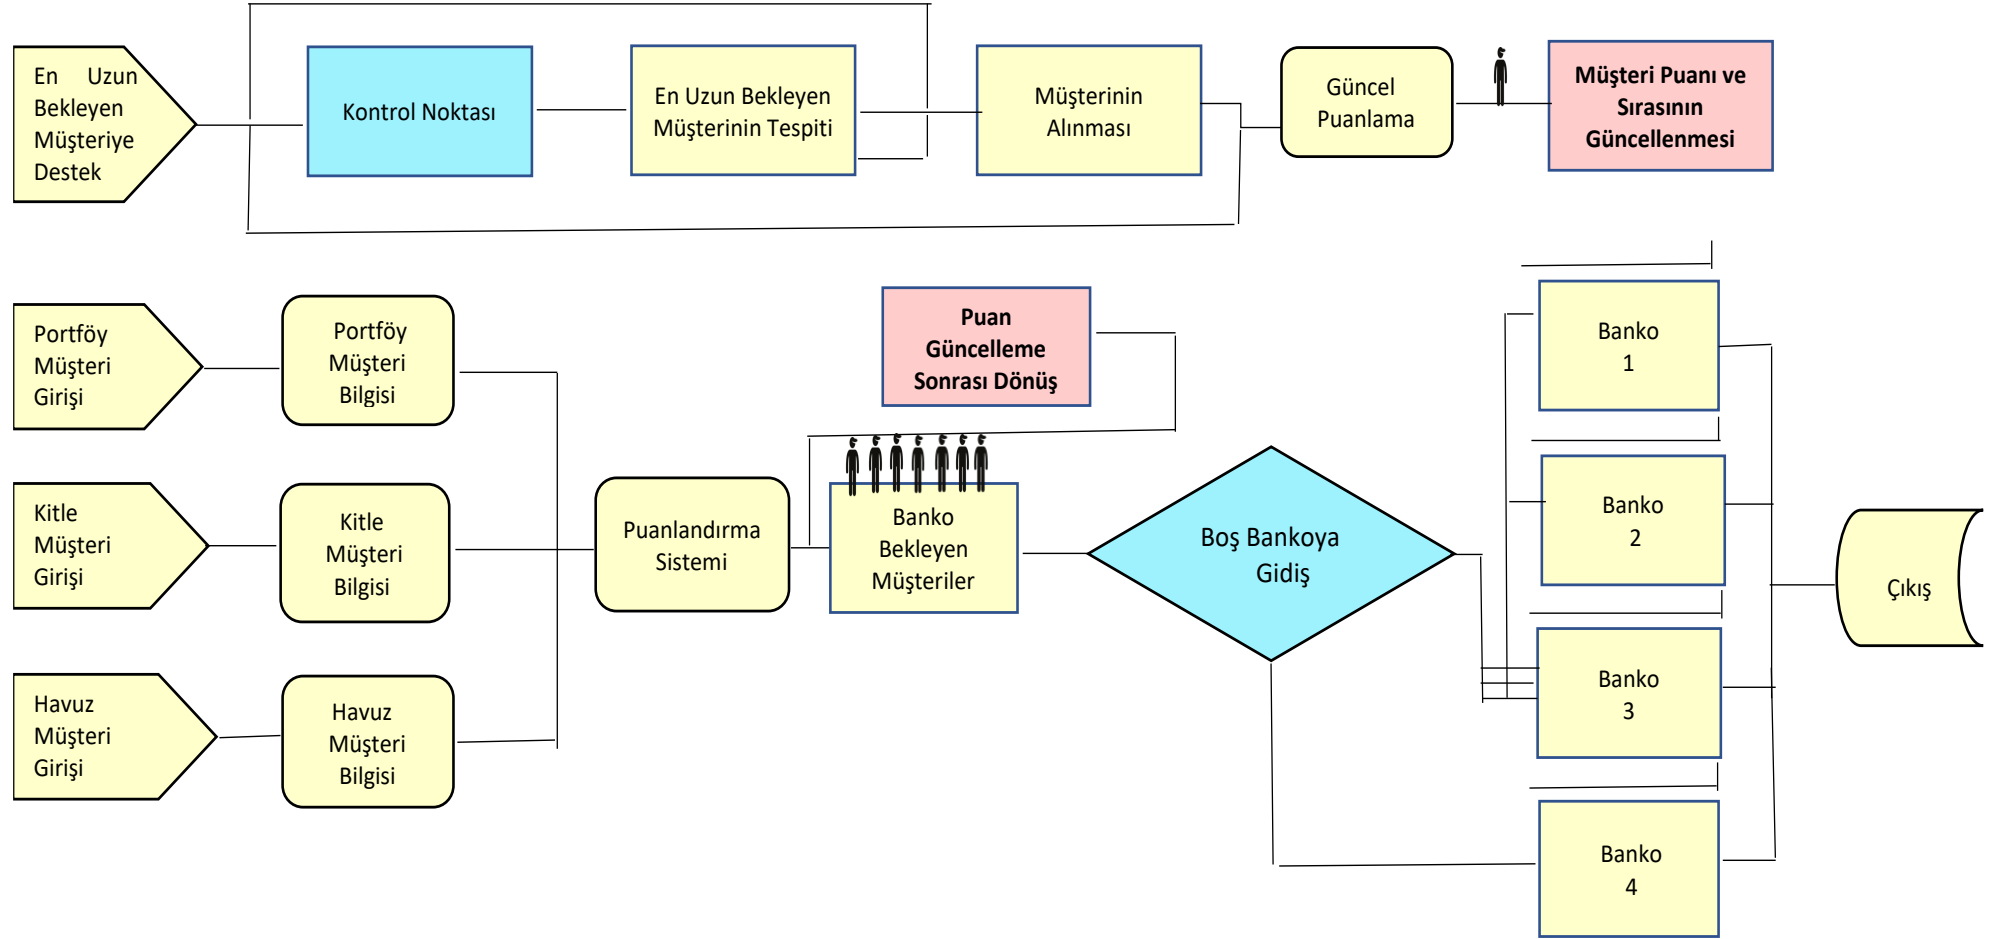 En Uzun
Bekleyen
Müşteriye
Destek
Kontrol Noktası
En Uzun Bekleyen
Müşterinin Tespiti
Müşterinin
Alınması
Güncel
Puanlama
Müşteri Puanı ve
Sırasının
Güncellenmesi
Portföy
Müşteri
Girişi
Portföy
Müşteri
Bilgisi
Puan
Güncelleme
Sonrası Dönüş
Banko
1
Kitle
Müşteri
Girişi
Kitle
Müşteri
Bilgisi
Puanlandırma
Sistemi
Banko
Bekleyen
Müşteriler
Boş Bankoya
Gidiş
Banko
2
Çıkış
Havuz
Müşteri
Girişi
Havuz
Müşteri
Bilgisi
Banko
3
Banko
4